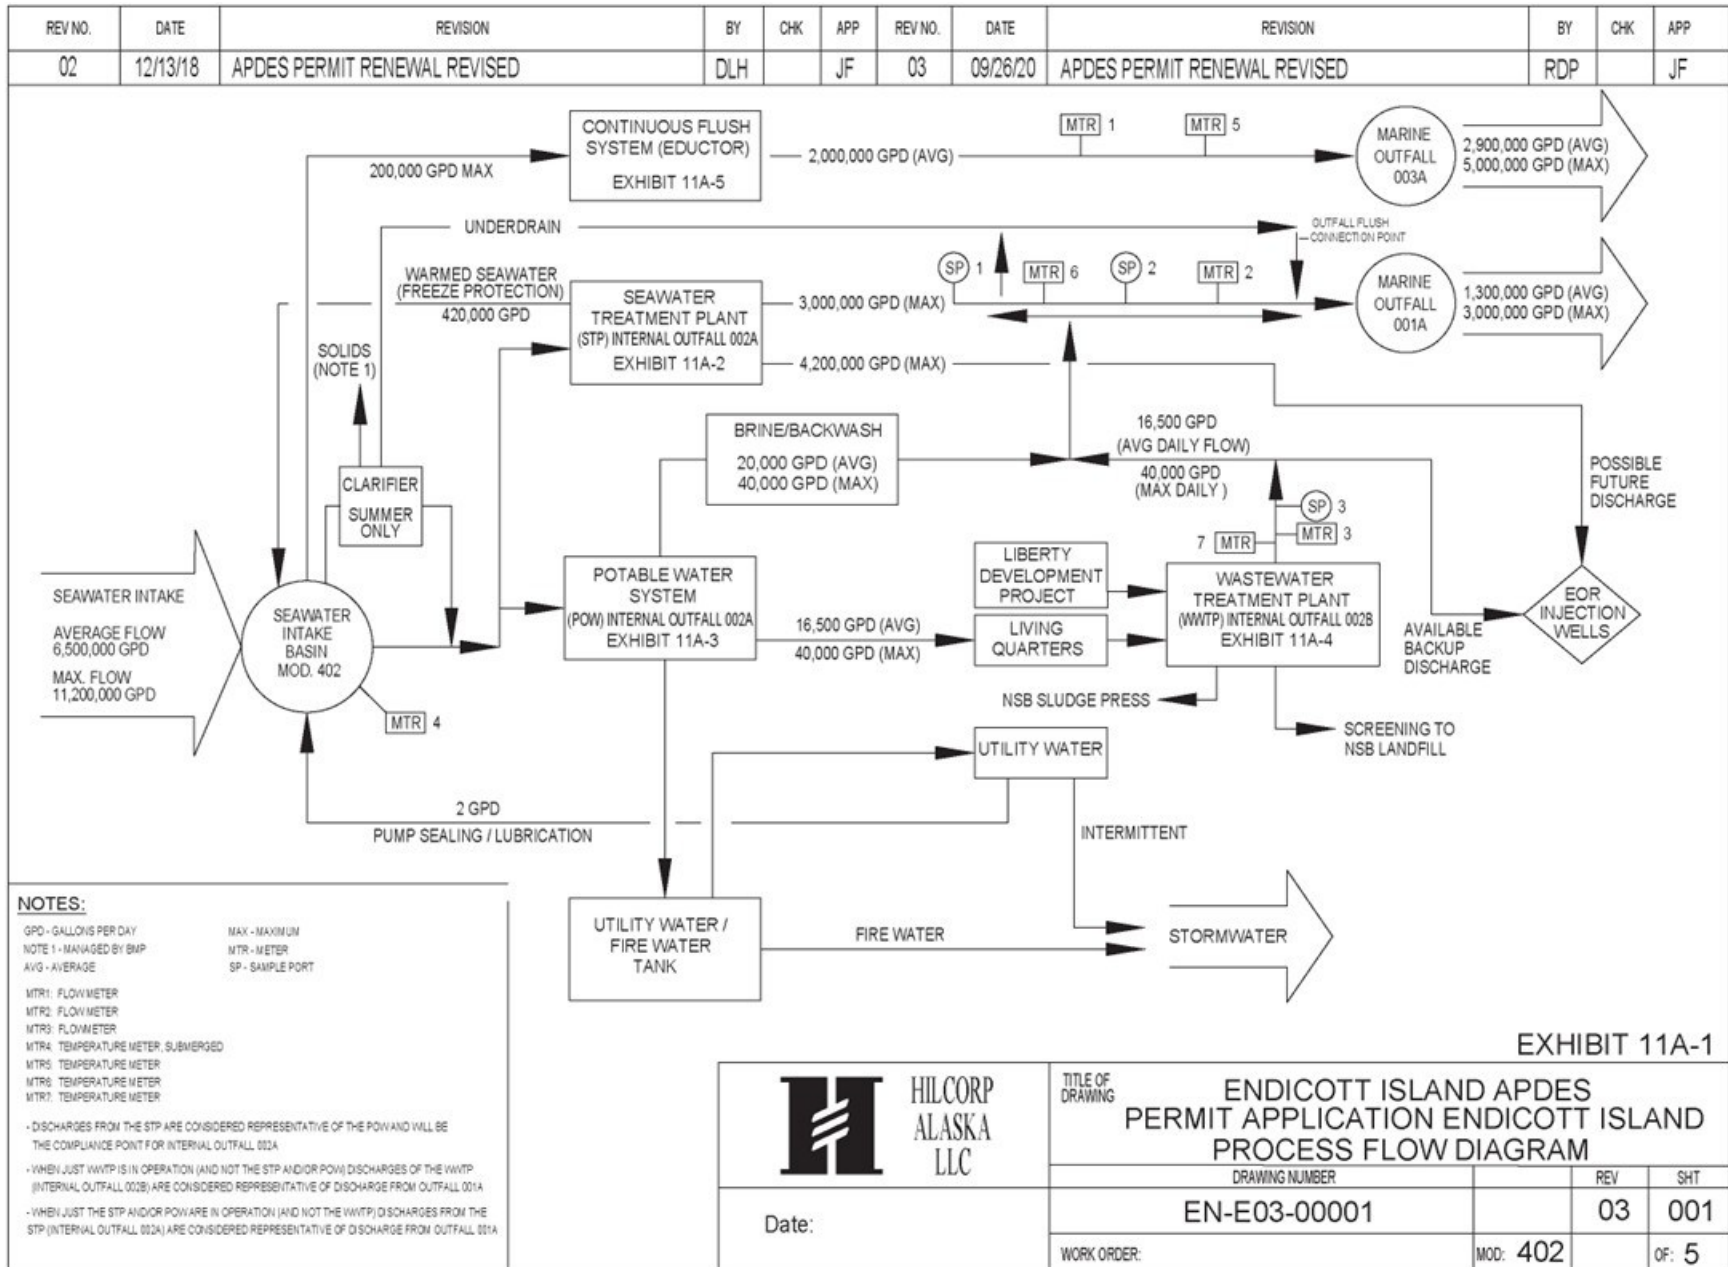 REV NO. DATE REVISION BY CHK APP REV NO. DATE REVISION BY CHK APP
02 12/13/18 APDES PERMIT RENEWAL REVISED DLH JF 03 09/26/20 APDES PERMIT RENEWAL REVISED RDP JF
CONTINUOUS FLUSH
SYSTEM (EDUCTOR)
EXHIBIT 11A-5
200,000 GPD MAX
2,000,000 GPD (AVG)
MTR 1
MTR 5
MARINE
OUTFALL
003A
2,900,000 GPD (AVG)
5,000,000 GPD (MAX)
UNDERDRAIN
OUTFALL FLUSH
CONNECTION POINT
WARMED SEAWATER
(FREEZE PROTECTION)
420,000 GPD
SEAWATER
TREATMENT PLANT
(STP) INTERNAL OUTFALL 002A
EXHIBIT 11A-2
3,000,000 GPD (MAX)
4,200,000 GPD (MAX)
SP 1
MTR 6
SP 2
MTR 2
MARINE
OUTFALL
001A
1,300,000 GPD (AVG)
3,000,000 GPD (MAX)
SOLIDS
(NOTE 1)
CLARIFIER
SUMMER
ONLY
BRINE/BACKWASH
20,000 GPD (AVG)
40,000 GPD (MAX)
16,500 GPD
(AVG DAILY FLOW)
40,000 GPD
(MAX DAILY )
POSSIBLE
FUTURE
DISCHARGE
SP 3
7 MTR
MTR 3
SEAWATER INTAKE
AVERAGE FLOW
6,500,000 GPD
MAX. FLOW
11,200,000 GPD
SEAWATER
INTAKE
BASIN
MOD. 402
MTR 4
POTABLE WATER
SYSTEM
(POW) INTERNAL OUTFALL 002A
EXHIBIT 11A-3
16,500 GPD (AVG)
40,000 GPD (MAX)
LIBERTY
DEVELOPMENT
PROJECT
LIVING
QUARTERS
WASTEWATER
TREATMENT PLANT
(WWTP) INTERNAL OUTFALL 002B
EXHIBIT 11A-4
EOR
INJECTION
WELLS
AVAILABLE
BACKUP
DISCHARGE
NSB SLUDGE PRESS
SCREENING TO
NSB LANDFILL
UTILITY WATER
2 GPD
PUMP SEALING / LUBRICATION
INTERMITTENT
UTILITY WATER /
FIRE WATER
TANK
FIRE WATER
STORMWATER
NOTES:
GPD - GALLONS PER DAY MAX - MAXIMUM
NOTE 1 - MANAGED BY BMP MTR - METER
AVG - AVERAGE SP - SAMPLE PORT
MTR1: FLOW METER
MTR2: FLOW METER
MTR3: FLOWMETER
MTR4: TEMPERATURE METER, SUBMERGED
MTR5: TEMPERATURE METER
MTR6: TEMPERATURE METER
MTR7: TEMPERATURE METER
- DISCHARGES FROM THE STP ARE CONSIDERED REPRESENTATIVE OF THE POW AND WILL BE
THE COMPLIANCE POINT FOR INTERNAL OUTFALL 002A
- WHEN JUST WWTP IS IN OPERATION (AND NOT THE STP AND/OR POW) DISCHARGES OF THE WWTP
(INTERNAL OUTFALL 002B) ARE CONSIDERED REPRESENTATIVE OF DISCHARGE FROM OUTFALL 001A
- WHEN JUST THE STP AND/OR POW ARE IN OPERATION (AND NOT THE WWTP) DISCHARGES FROM THE
STP (INTERNAL OUTFALL 002A) ARE CONSIDERED REPRESENTATIVE OF DISCHARGE FROM OUTFALL 001A
EXHIBIT 11A-1
HILCORP
ALASKA
LLC
Date:
TITLE OF
DRAWING
ENDICOTT ISLAND APDES
PERMIT APPLICATION ENDICOTT ISLAND
PROCESS FLOW DIAGRAM
DRAWING NUMBER REV SHT
EN-E03-00001 03 001
WORK ORDER: MOD: 402 OF: 5